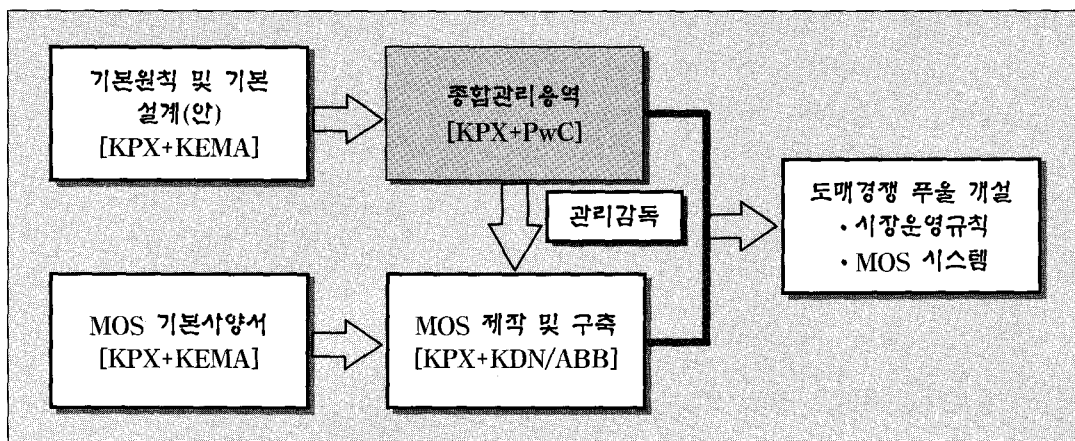 기본원칙 및 기본
설계(안)
[KPX+KEMA]
종합관리용역
[KPX+PwC]
관리감독
도매경쟁 푸울 개설
· 시장운영규칙
· MOS 시스템
MOS 기본사양서
[KPX+KEMA]
MOS 제작 및 구축
[KPX+KDN/ABB]